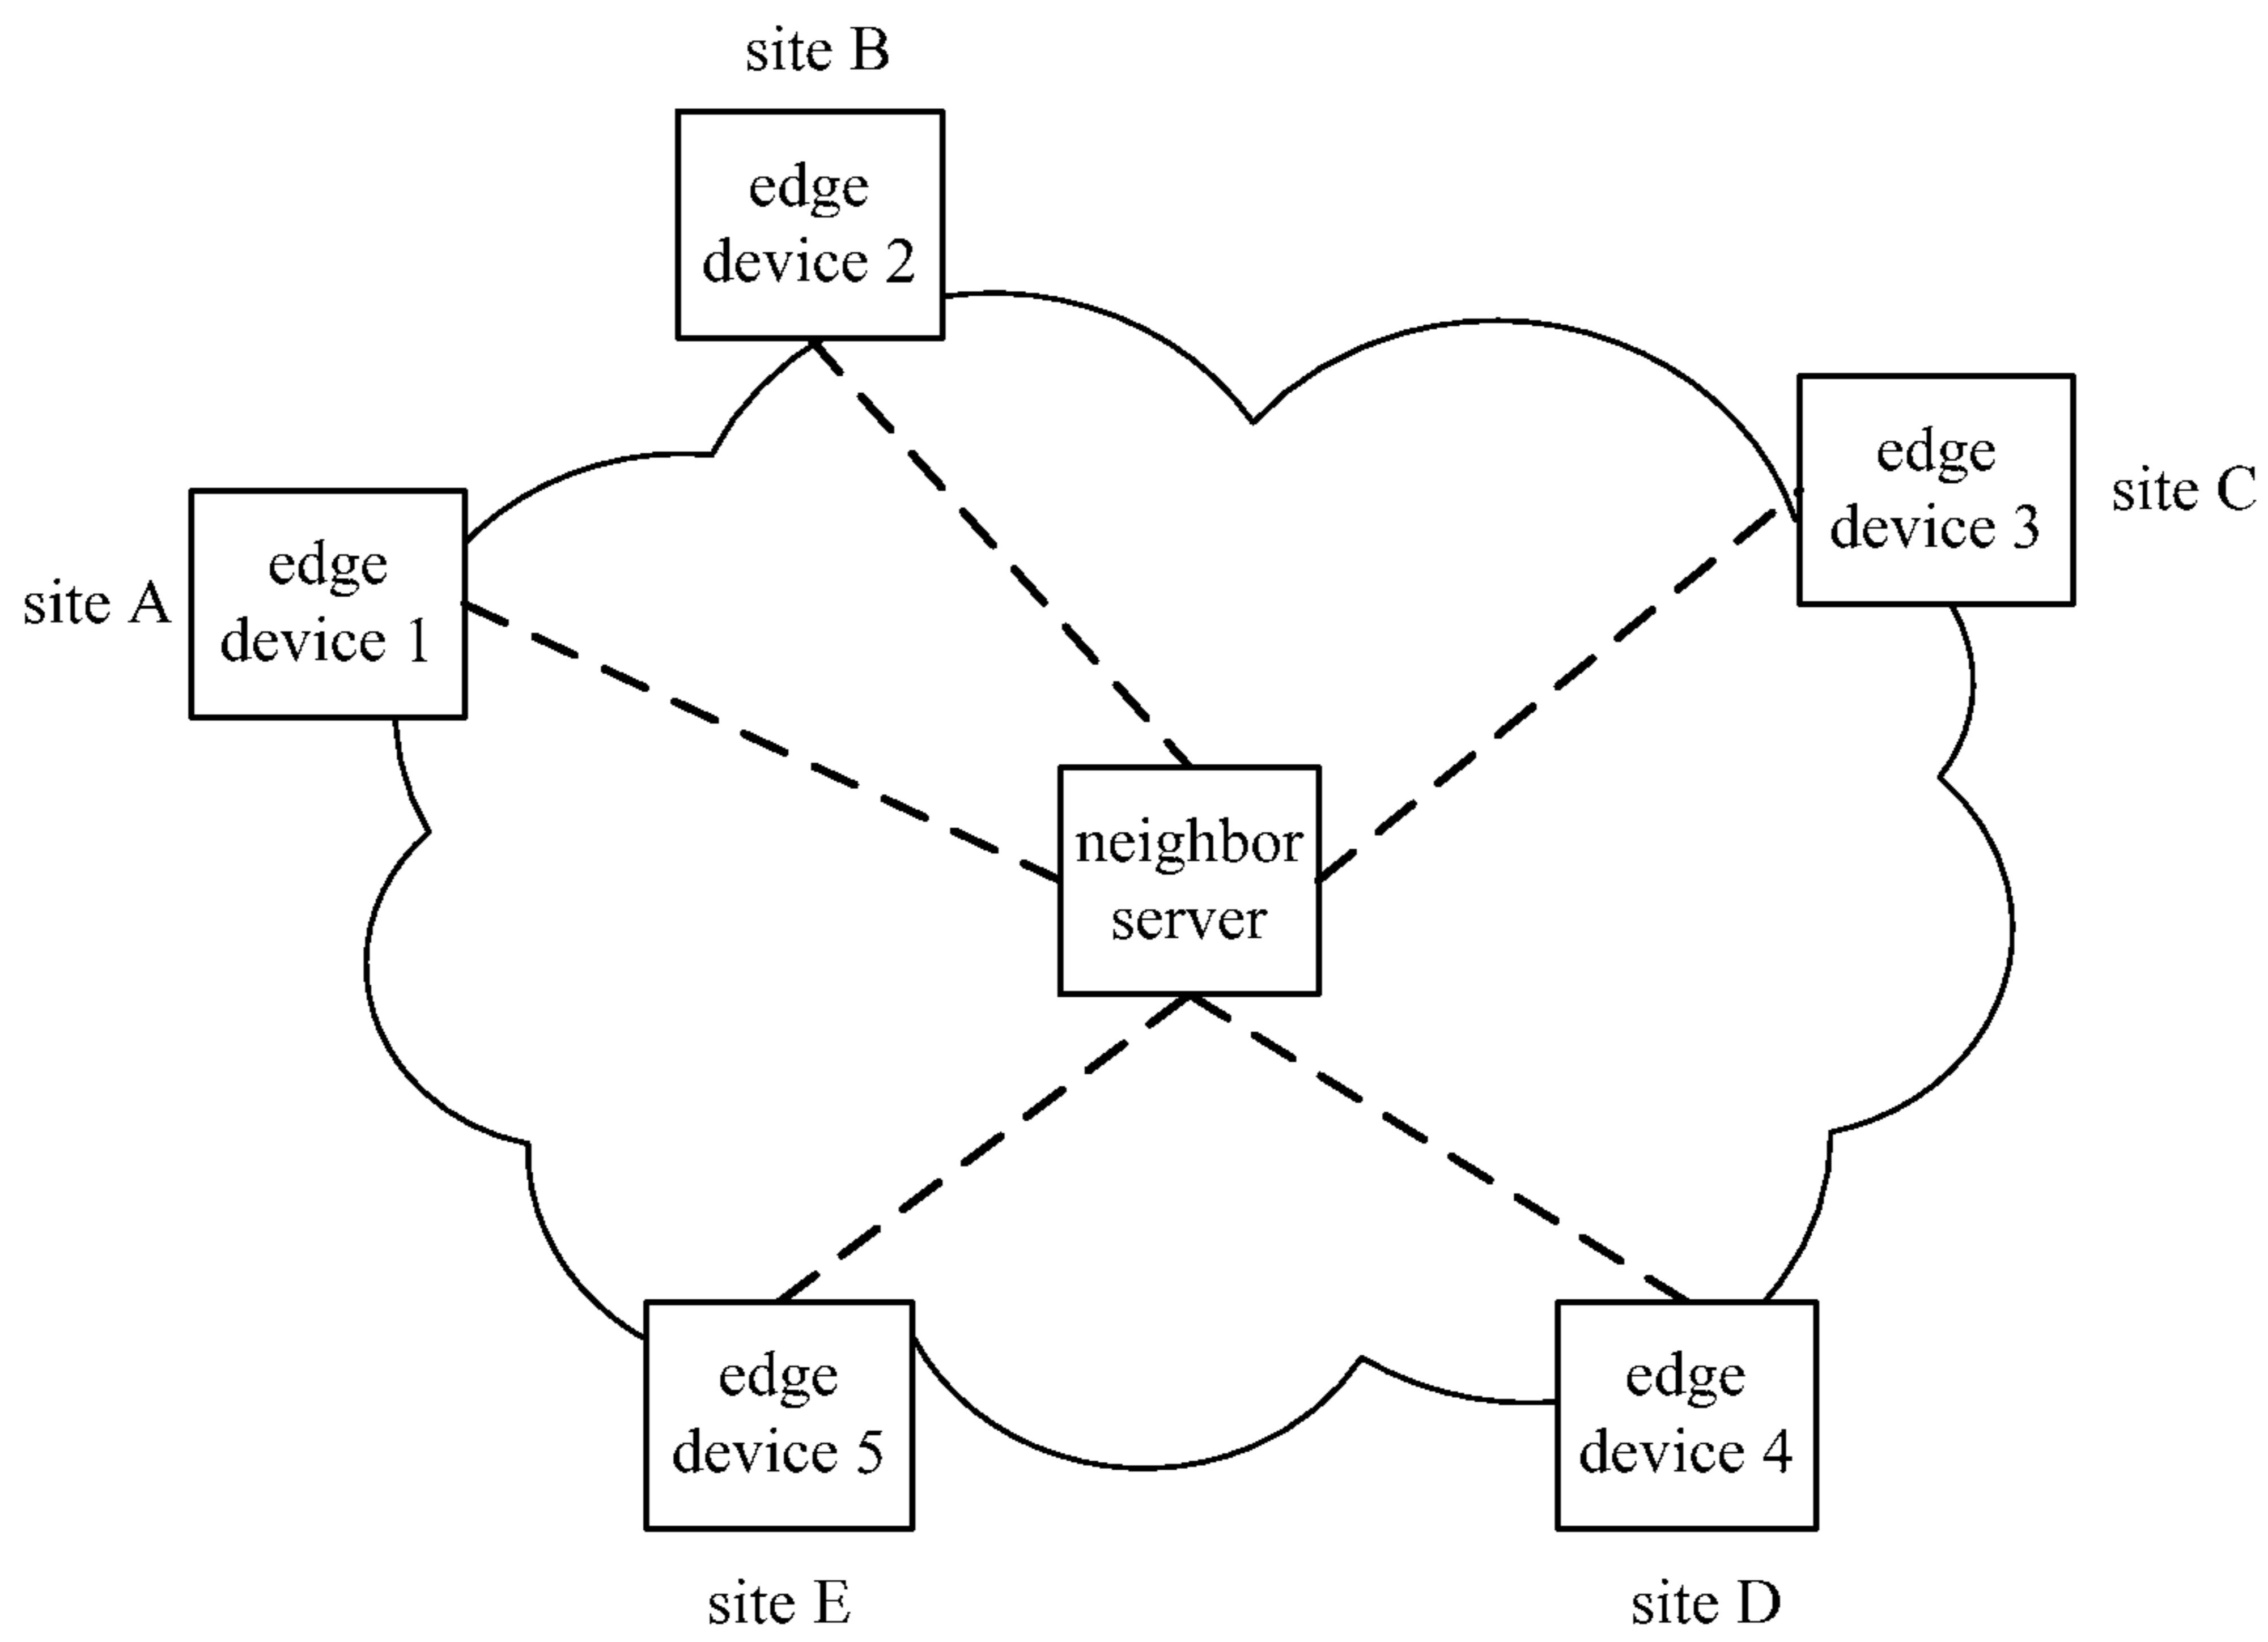 site B
edge
device 2
edge
device 3
site C
site A
edge
device 1
neighbor
server
edge
device 5
edge
device 4
site E
site D